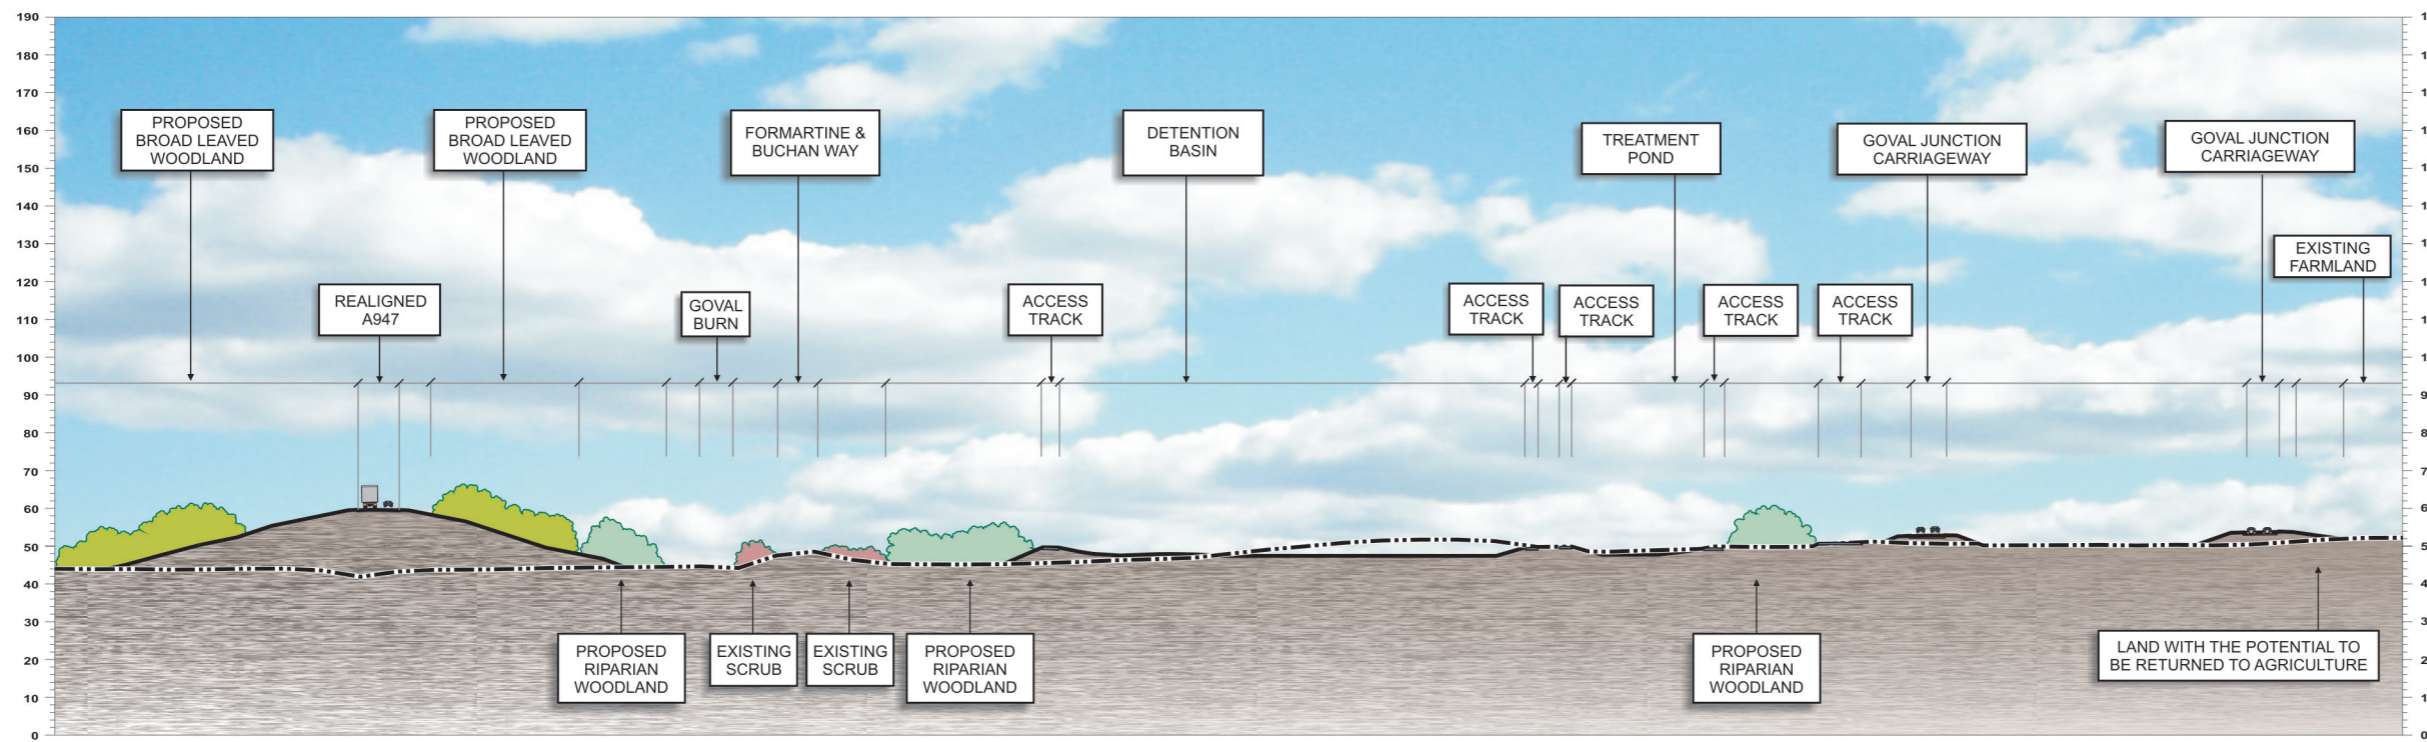 190
180
170
160
150
140
130
120
110
100
90
80
70
60
50
40
30
20
10
0
PROPOSED
BROAD LEAVED
WOODLAND
REALIGNED
A947
PROPOSED
BROAD LEAVED
WOODLAND
GOVAL
BURN
FORMARTINE &
BUCHAN WAY
ACCESS
TRACK
DETENTION
BASIN
ACCESS
TRACK
ACCESS
TRACK
TREATMENT
POND
ACCESS
TRACK
ACCESS
TRACK
GOVAL JUNCTION
CARRIAGEWAY
GOVAL JUNCTION
CARRIAGEWAY
EXISTING
FARMLAND
PROPOSED
RIPARIAN
WOODLAND
EXISTING
SCRUB
EXISTING
SCRUB
PROPOSED
RIPARIAN
WOODLAND
PROPOSED
RIPARIAN
WOODLAND
LAND WITH THE POTENTIAL TO
BE RETURNED TO AGRICULTURE